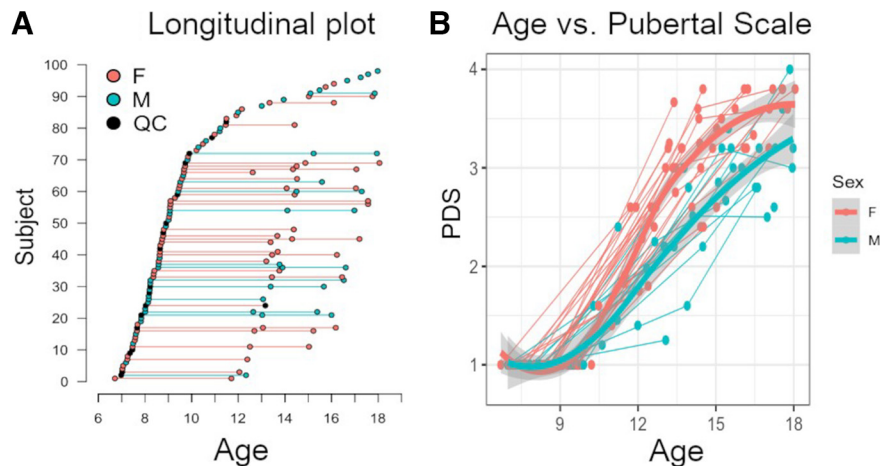 A
Longitudinal plot
F
M
QC
Subject
100
90
80
70
60
50
40
30
20
10
0
6 8 10 12 14 16 18
Age
B
Age vs. Pubertal Scale
PDS
4
3
2
1
9 12 15 18
Age
Sex
F
M